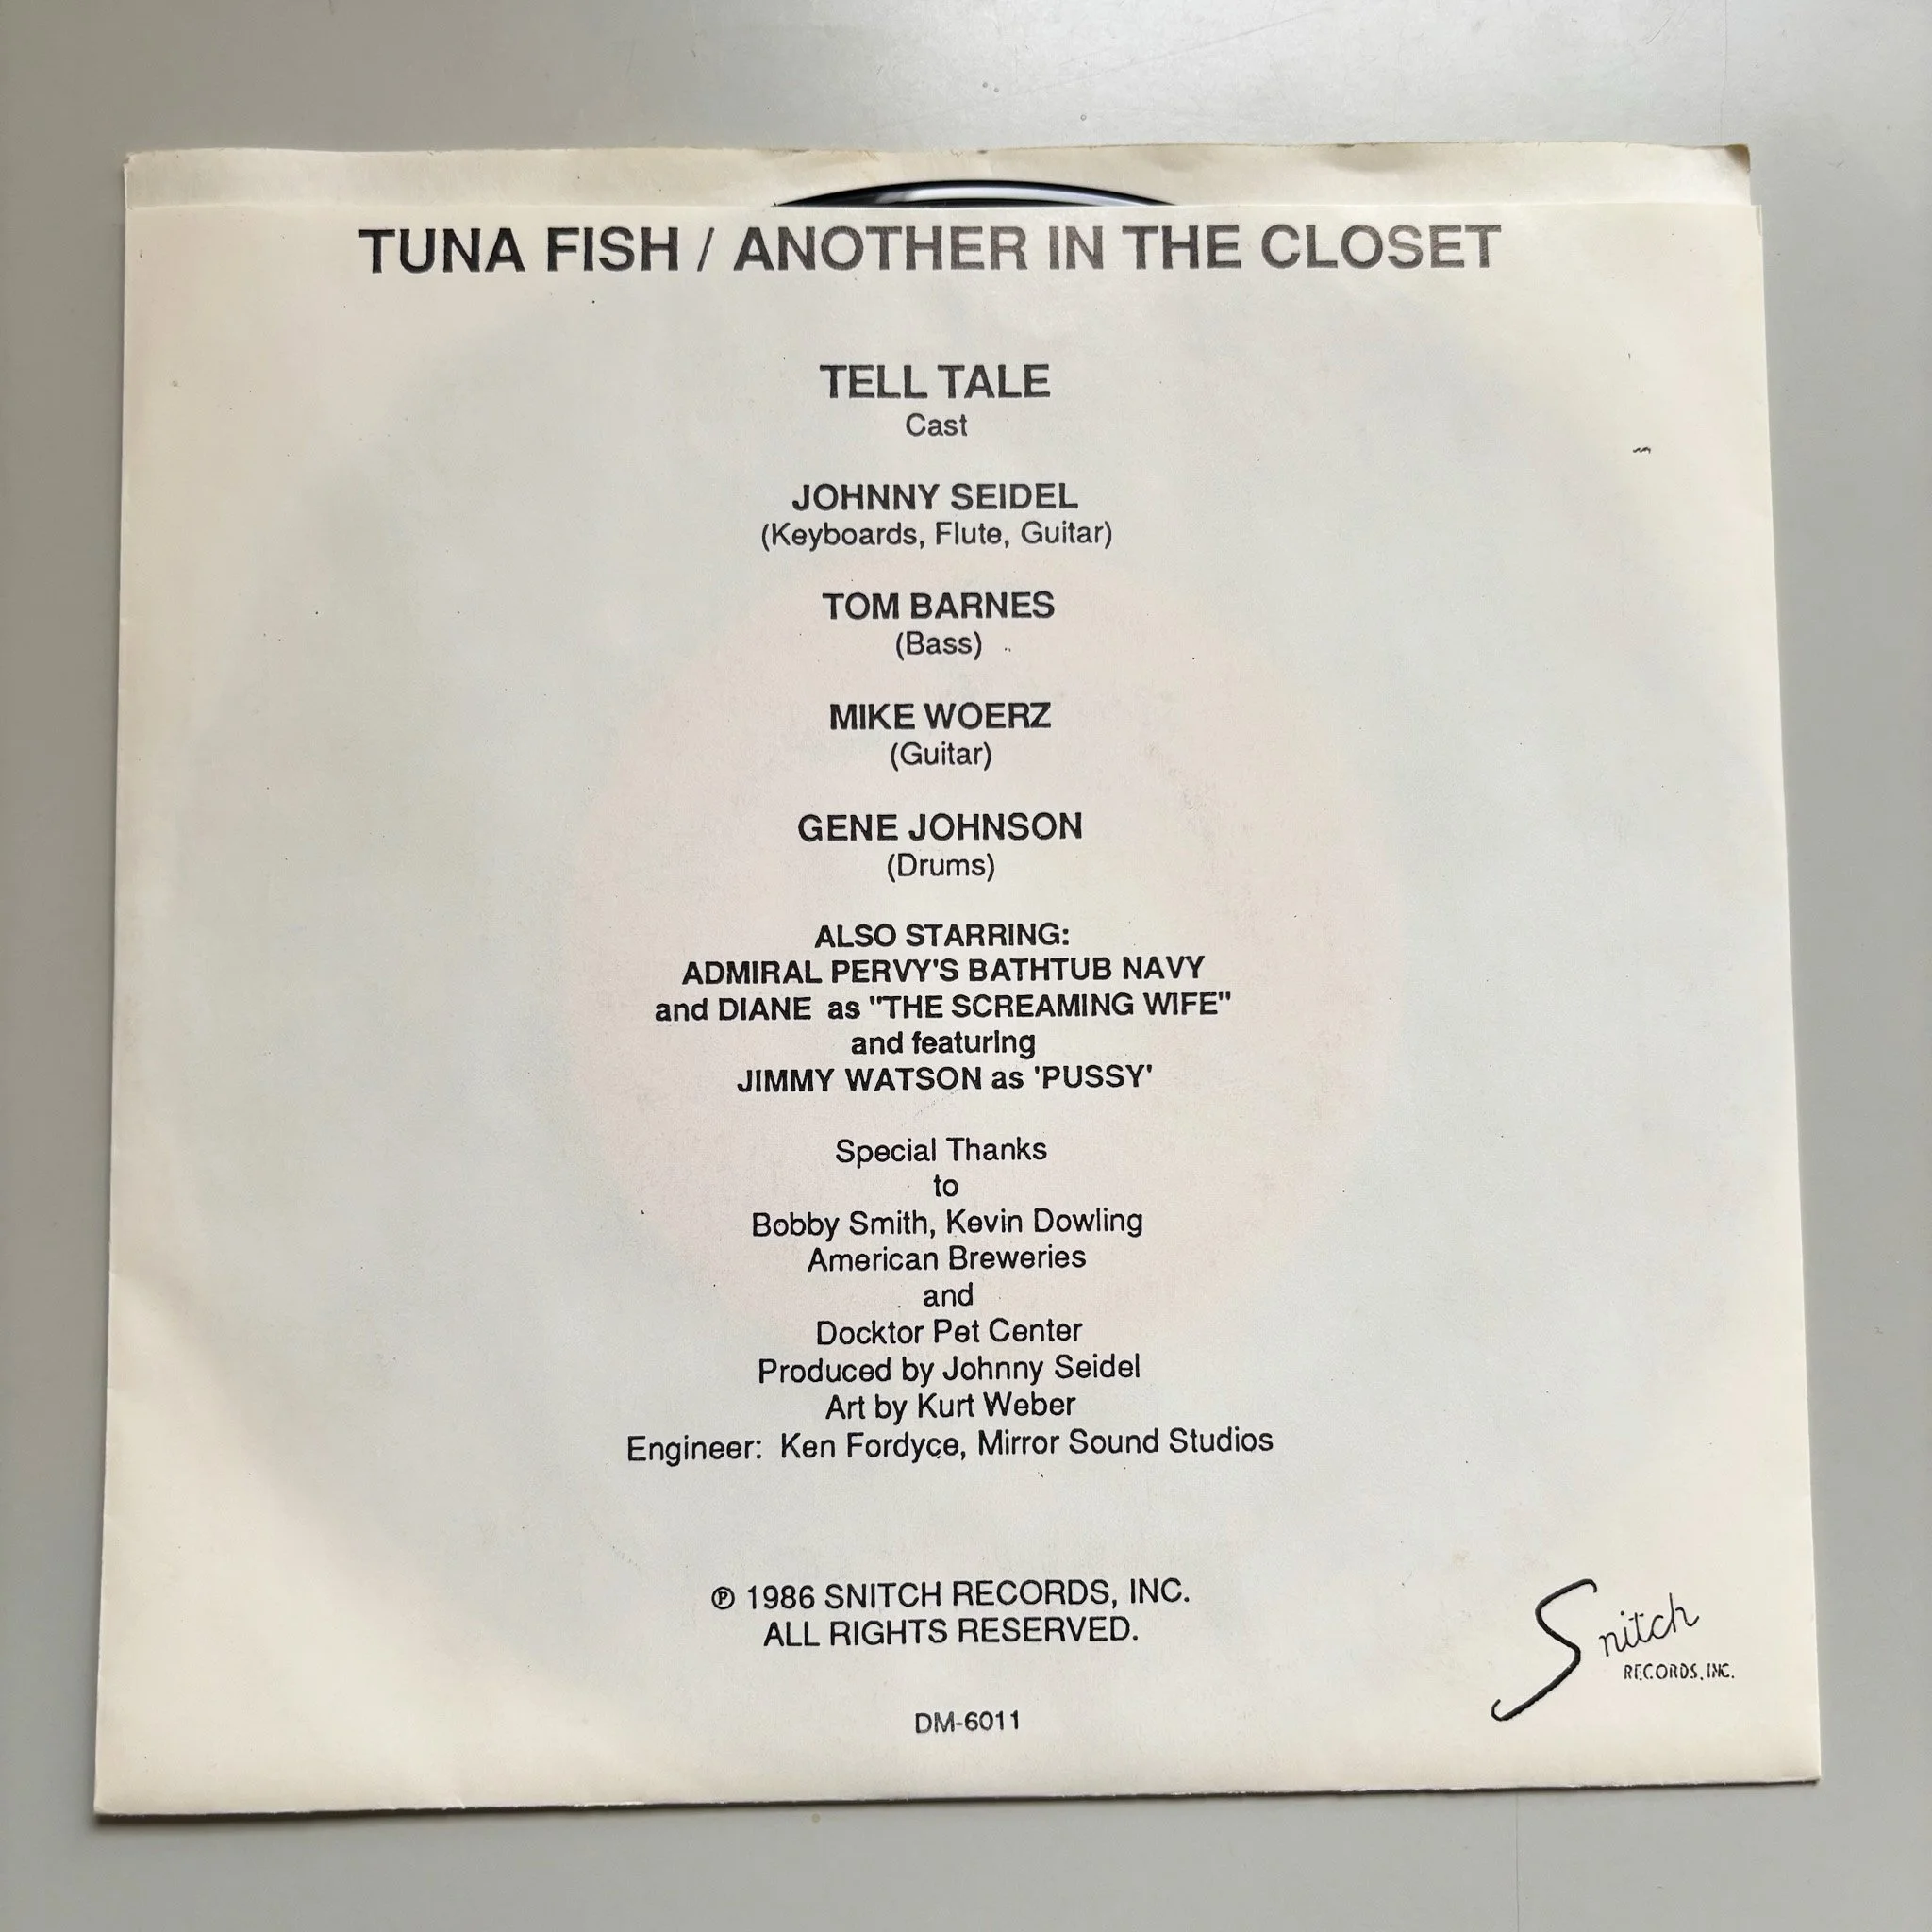 TUNA FISH / ANOTHER IN THE CLOSET
TELL TALE
Cast
JOHNNY SEIDEL
(Keyboards, Flute, Guitar)
TOM BARNES
(Bass)
MIKE WOERZ
(Guitar)
GENE JOHNSON
(Drums)
ALSO STARRING:
ADMIRAL PERVY'S BATHTUB NAVY
and DIANE as "THE SCREAMING WIFE"
and featuring
JIMMY WATSON as 'PUSSY'
Special Thanks
to
Bobby Smith, Kevin Dowling
American Breweries
and
Docktor Pet Center
Produced by Johnny Seidel
Art by Kurt Weber
Engineer: Ken Fordyce, Mirror Sound Studios
℗ 1986 SNITCH RECORDS, INC.
ALL RIGHTS RESERVED.
Snitch
RECORDS, INC.
DM-6011